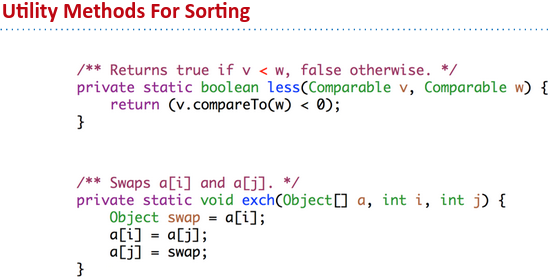 Utility Methods For Sorting
/** Returns true if v < w, false otherwise. */
private static boolean less(Comparable v, Comparable w) {
return (v.compareTo(w) < 0);
}
/** Swaps a[i] and a[j]. */
private static void exch(Object[] a, int i, int j) {
Object swap = a[i];
a[i] = a[j];
a[j] = swap;
}